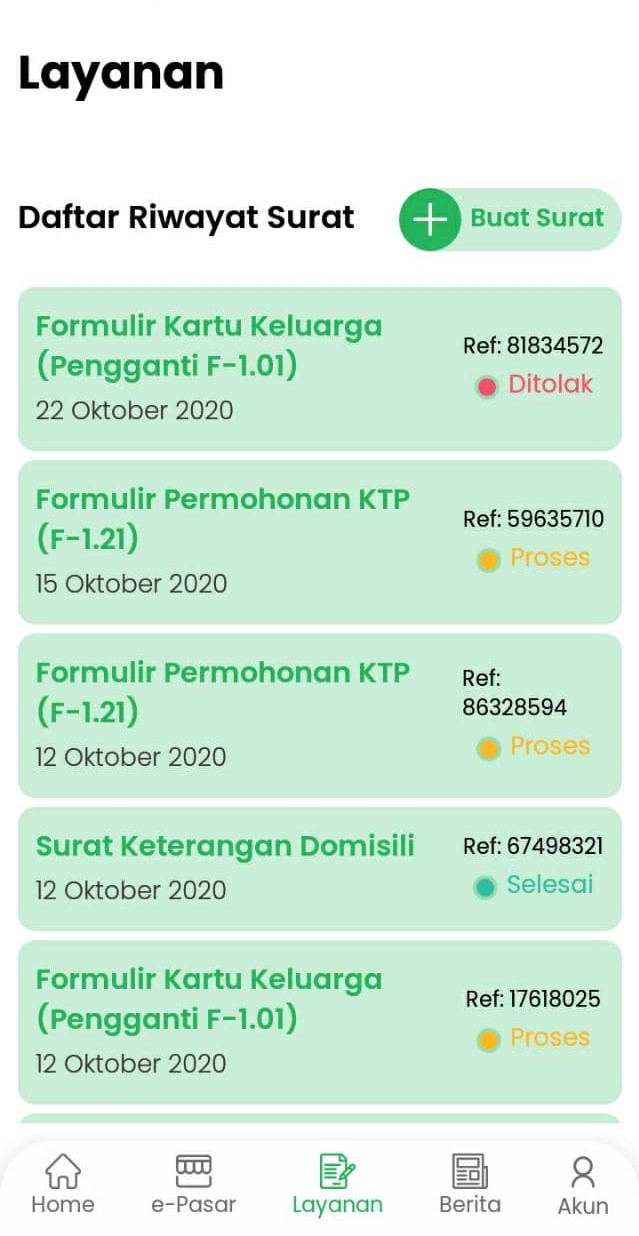 Layanan
Daftar Riwayat Surat
Buat Surat
Formulir Kartu Keluarga
(Pengganti F-1.01)
22 Oktober 2020
Ref: 81834572
Ditolak
Formulir Permohonan KTP
(F-1.21)
15 Oktober 2020
Ref: 59635710
Proses
Formulir Permohonan KTP
(F-1.21)
12 Oktober 2020
Ref:
86328594
Proses
Surat Keterangan Domisili
12 Oktober 2020
Ref: 67498321
Selesai
Formulir Kartu Keluarga
(Pengganti F-1.01)
12 Oktober 2020
Ref: 17618025
Proses
Home
e-Pasar
Layanan
Berita
Akun